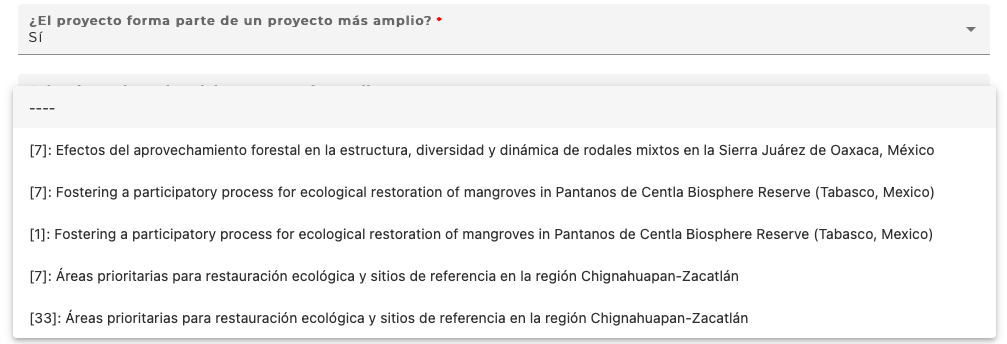 ¿El proyecto forma parte de un proyecto más amplio? *
Sí
----
[7]: Efectos del aprovechamiento forestal en la estructura, diversidad y dinámica de rodales mixtos en la Sierra Juárez de Oaxaca, México
[7]: Fostering a participatory process for ecological restoration of mangroves in Pantanos de Centla Biosphere Reserve (Tabasco, Mexico)
[1]: Fostering a participatory process for ecological restoration of mangroves in Pantanos de Centla Biosphere Reserve (Tabasco, Mexico)
[7]: Áreas prioritarias para restauración ecológica y sitios de referencia en la región Chignahuapan-Zacatlán
[33]: Áreas prioritarias para restauración ecológica y sitios de referencia en la región Chignahuapan-Zacatlán